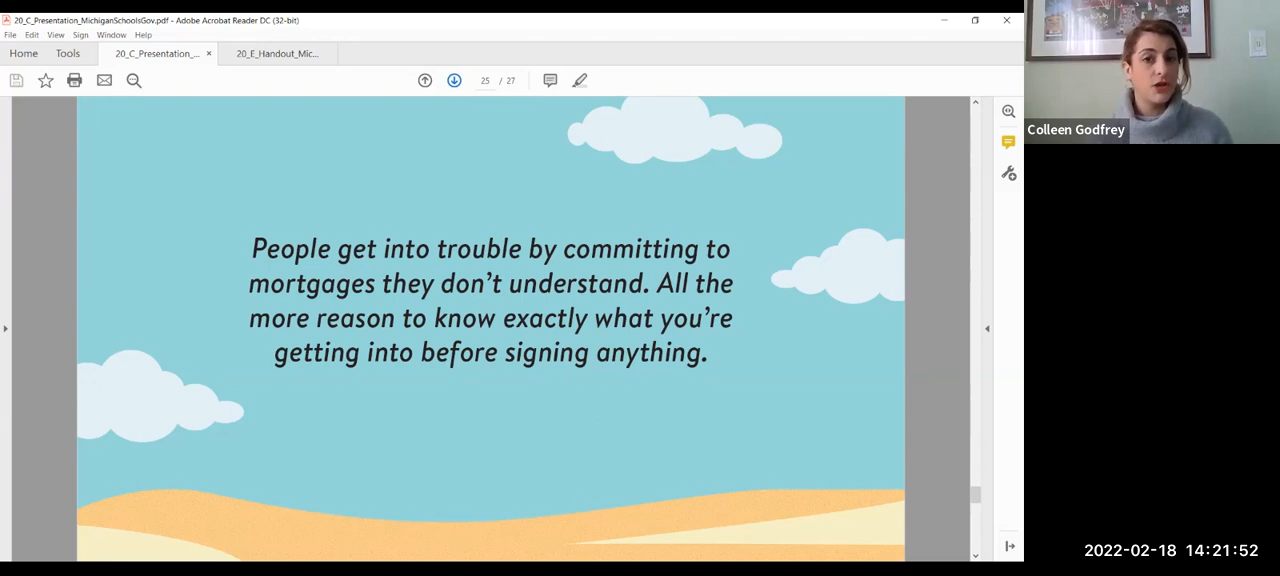 20_C_Presentation_MichiganSchoolsGov.pdf - Adobe Acrobat Reader DC (32-bit)
File Edit View Sign Window Help
Home Tools 20_C_Presentation_... × 20_E_Handout_Mic...
25 / 27
People get into trouble by committing to
mortgages they don’t understand. All the
more reason to know exactly what you’re
getting into before signing anything.
Colleen Godfrey
2022-02-18 14:21:52